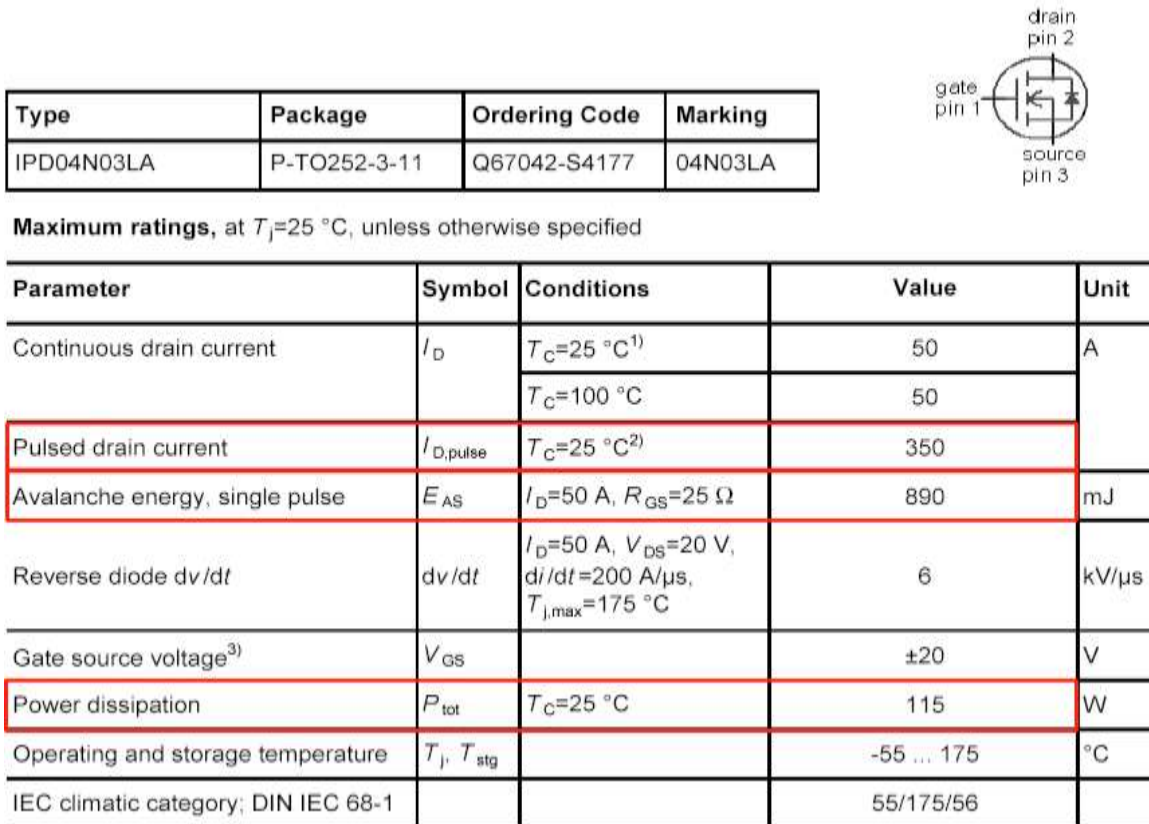 drain
pin 2
gate
pin 1
source
pin 3
Type Package Ordering Code Marking
IPD04N03LA P-TO252-3-11 Q67042-S4177 04N03LA
Maximum ratings, at Tj=25 °C, unless otherwise specified
Parameter Symbol Conditions Value Unit
Continuous drain current ID TC=25 °C1) 50 A
TC=100 °C 50
Pulsed drain current ID,pulse TC=25 °C2) 350
Avalanche energy, single pulse EAS ID=50 A, RGS=25 Ω 890 mJ
Reverse diode dv/dt dv/dt ID=50 A, VDS=20 V,
di/dt=200 A/µs,
Tj,max=175 °C 6 kV/µs
Gate source voltage3) VGS ±20 V
Power dissipation Ptot TC=25 °C 115 W
Operating and storage temperature Tj, Tstg -55 ... 175 °C
IEC climatic category; DIN IEC 68-1 55/175/56